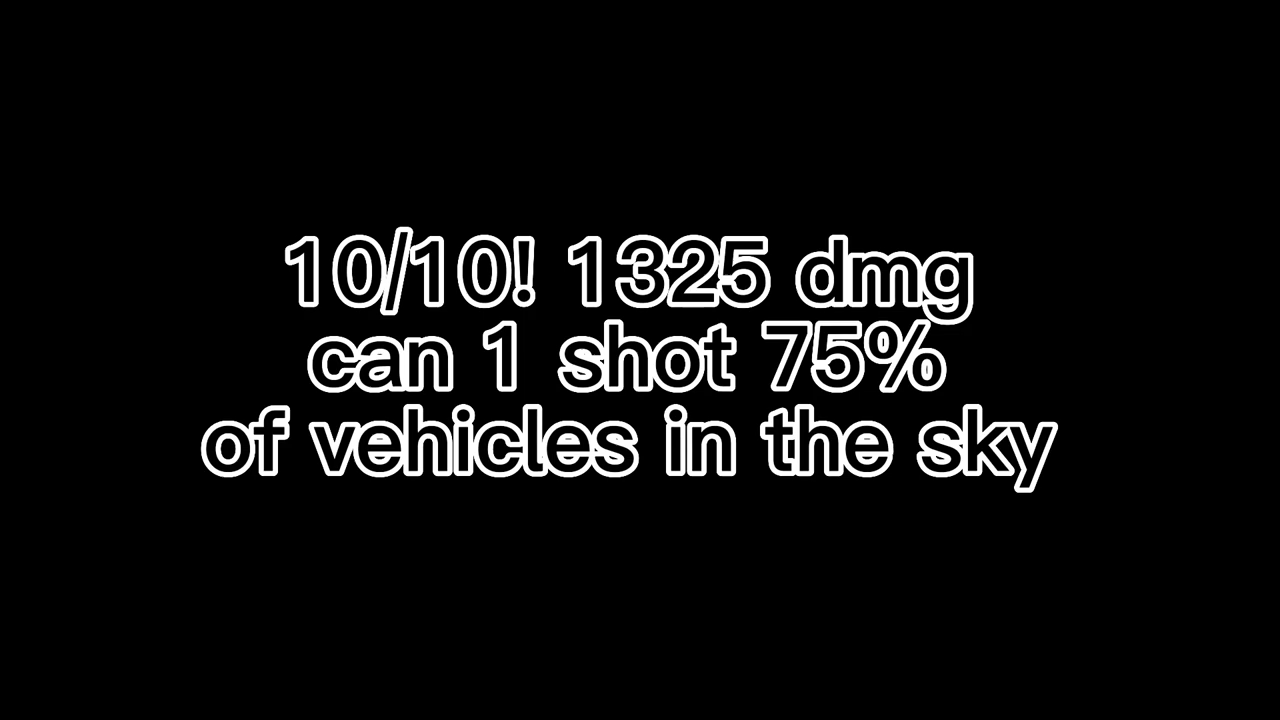 10/10! 1325 dmg
can 1 shot 75%
of vehicles in the sky